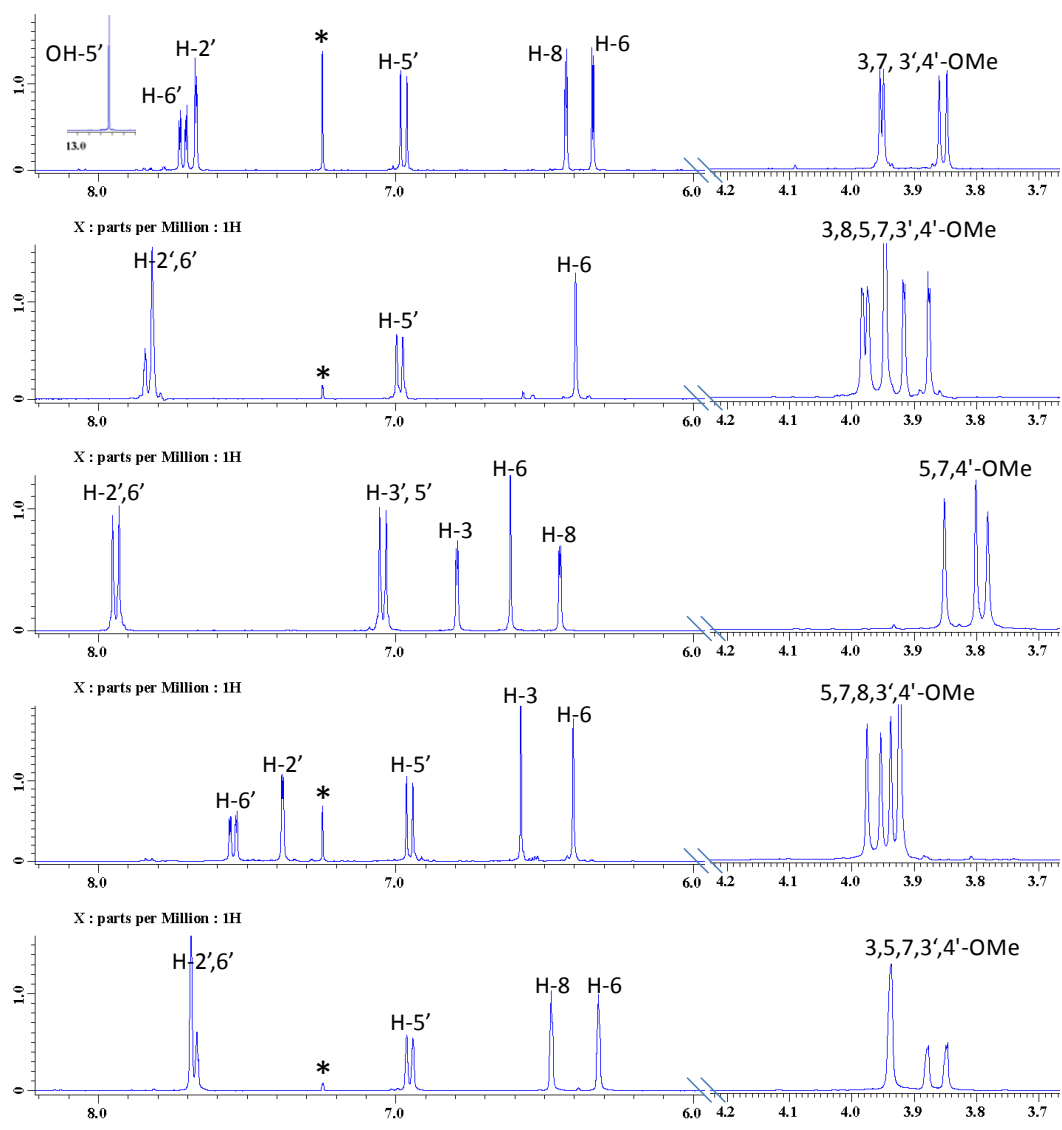 OH-5’
H-6’
H-2’
*
H-5’
H-8
H-6
3,7, 3‘,4'-OMe
1.0
0
13.0
8.0 7.0 6.0 4.2 4.1 4.0 3.9 3.8 3.7
X : parts per Million : 1H
H-2‘,6’
*
H-5’
H-6
3,8,5,7,3',4'-OMe
1.0
0
8.0 7.0 6.0 4.2 4.1 4.0 3.9 3.8 3.7
X : parts per Million : 1H
H-2’,6’
H-3’, 5’
H-3
H-6
H-8
5,7,4'-OMe
1.0
0
8.0 7.0 6.0 4.2 4.1 4.0 3.9 3.8 3.7
X : parts per Million : 1H
H-6’
H-2’
*
H-5’
H-3
H-6
5,7,8,3‘,4'-OMe
1.0
0
8.0 7.0 6.0 4.2 4.1 4.0 3.9 3.8 3.7
X : parts per Million : 1H
H-2’,6’
*
H-5’
H-8
H-6
3,5,7,3‘,4'-OMe
1.0
0
8.0 7.0 6.0 4.2 4.1 4.0 3.9 3.8 3.7